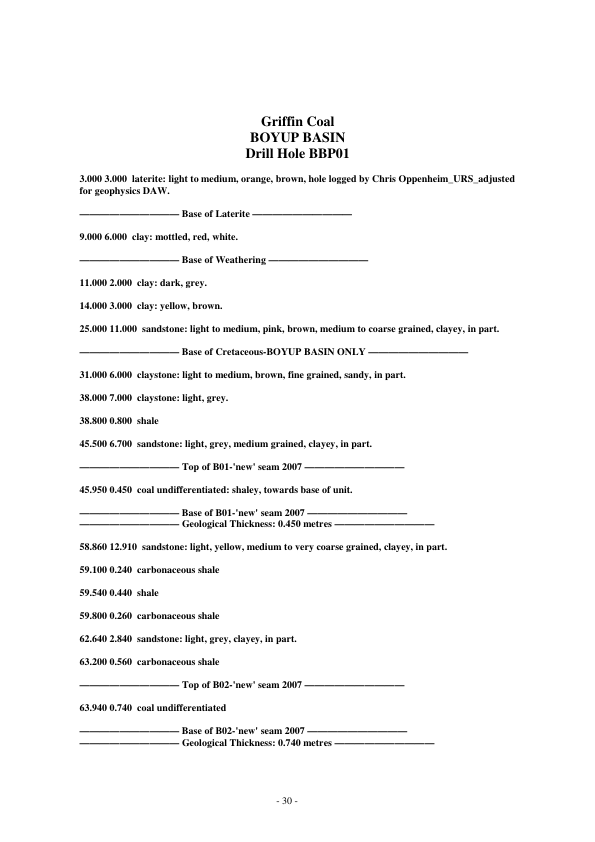 Griffin Coal
BOYUP BASIN
Drill Hole BBP01
3.000 3.000 laterite: light to medium, orange, brown, hole logged by Chris Oppenheim_URS_adjusted
for geophysics DAW.
———————————— Base of Laterite ————————————
9.000 6.000 clay: mottled, red, white.
———————————— Base of Weathering ————————————
11.000 2.000 clay: dark, grey.
14.000 3.000 clay: yellow, brown.
25.000 11.000 sandstone: light to medium, pink, brown, medium to coarse grained, clayey, in part.
———————————— Base of Cretaceous-BOYUP BASIN ONLY ————————————
31.000 6.000 claystone: light to medium, brown, fine grained, sandy, in part.
38.000 7.000 claystone: light, grey.
38.800 0.800 shale
45.500 6.700 sandstone: light, grey, medium grained, clayey, in part.
———————————— Top of B01-'new' seam 2007 ————————————
45.950 0.450 coal undifferentiated: shaley, towards base of unit.
———————————— Base of B01-'new' seam 2007 ————————————
———————————— Geological Thickness: 0.450 metres ————————————
58.860 12.910 sandstone: light, yellow, medium to very coarse grained, clayey, in part.
59.100 0.240 carbonaceous shale
59.540 0.440 shale
59.800 0.260 carbonaceous shale
62.640 2.840 sandstone: light, grey, clayey, in part.
63.200 0.560 carbonaceous shale
———————————— Top of B02-'new' seam 2007 ————————————
63.940 0.740 coal undifferentiated
———————————— Base of B02-'new' seam 2007 ————————————
———————————— Geological Thickness: 0.740 metres ————————————
- 30 -